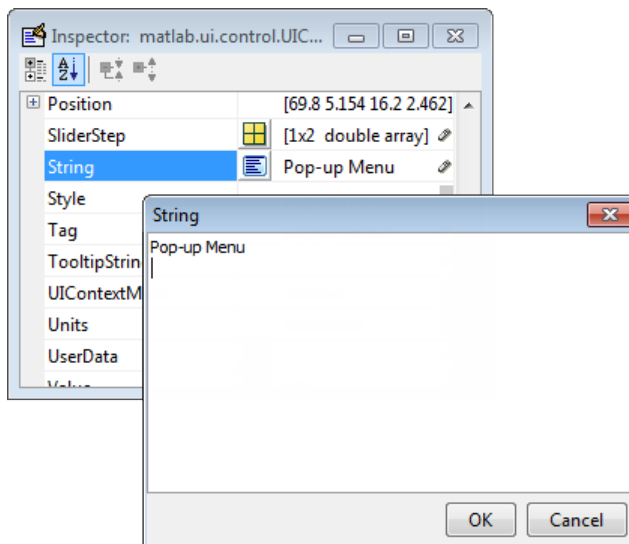 Inspector: matlab.ui.control.UIC...
Position [69.8 5.154 16.2 2.462]
SliderStep [1x2 double array]
String Pop-up Menu
Style
Tag
TooltipStrin
UIContextM
Units
UserData
Value
String
Pop-up Menu
OK Cancel